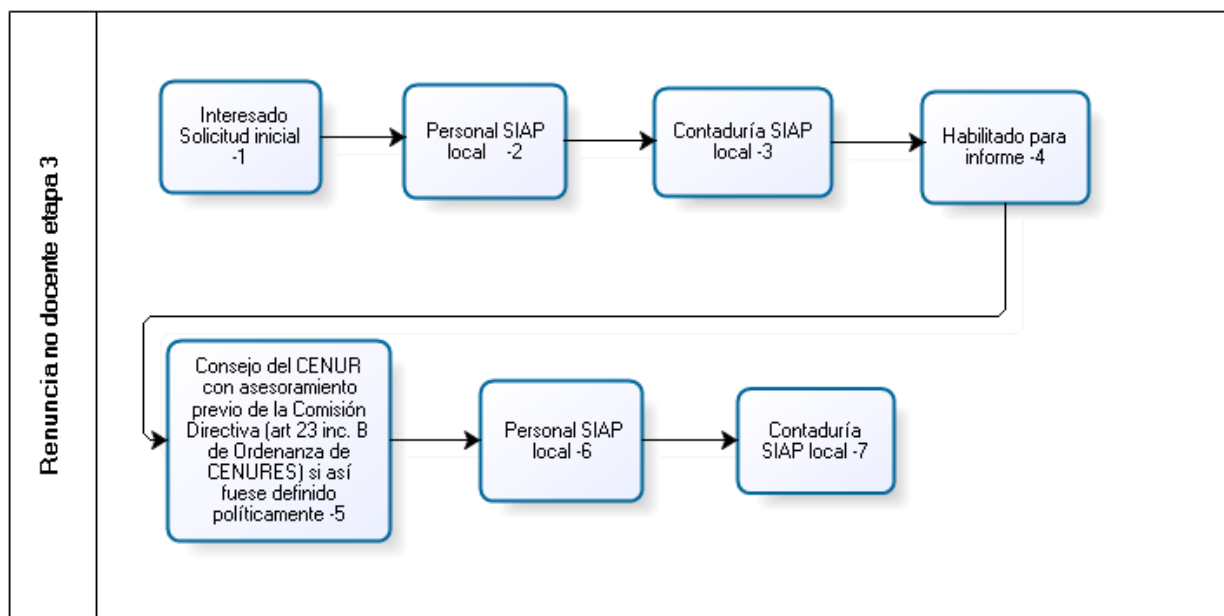 Renuncia no docente etapa 3
Interesado
Solicitud inicial
-1
Personal SIAP
local -2
Contaduría SIAP
local -3
Habilitado para
informe -4
Consejo del CENUR
con asesoramiento
previo de la Comisión
Directiva (art 23 inc. B
de Ordenanza de
CENURES) si así
fuese definido
políticamente -5
Personal SIAP
local -6
Contaduría
SIAP local -7